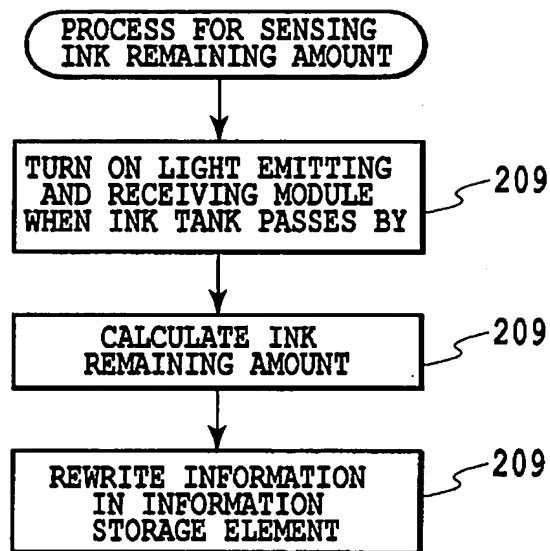 PROCESS FOR SENSING
INK REMAINING AMOUNT
TURN ON LIGHT EMITTING
AND RECEIVING MODULE
WHEN INK TANK PASSES BY
209
CALCULATE INK
REMAINING AMOUNT
209
REWRITE INFORMATION
IN INFORMATION
STORAGE ELEMENT
209